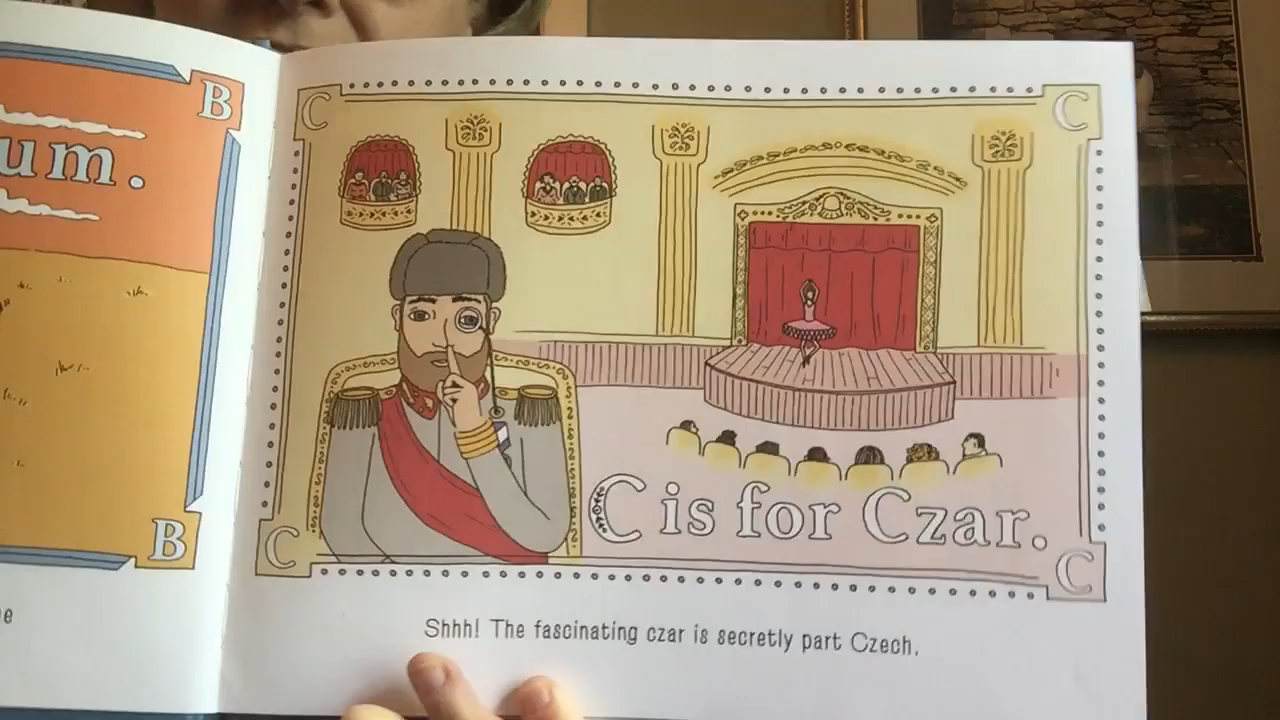 B
um.
B
e
C
C
C is for Czar.
C
C
Shhh! The fascinating czar is secretly part Czech.